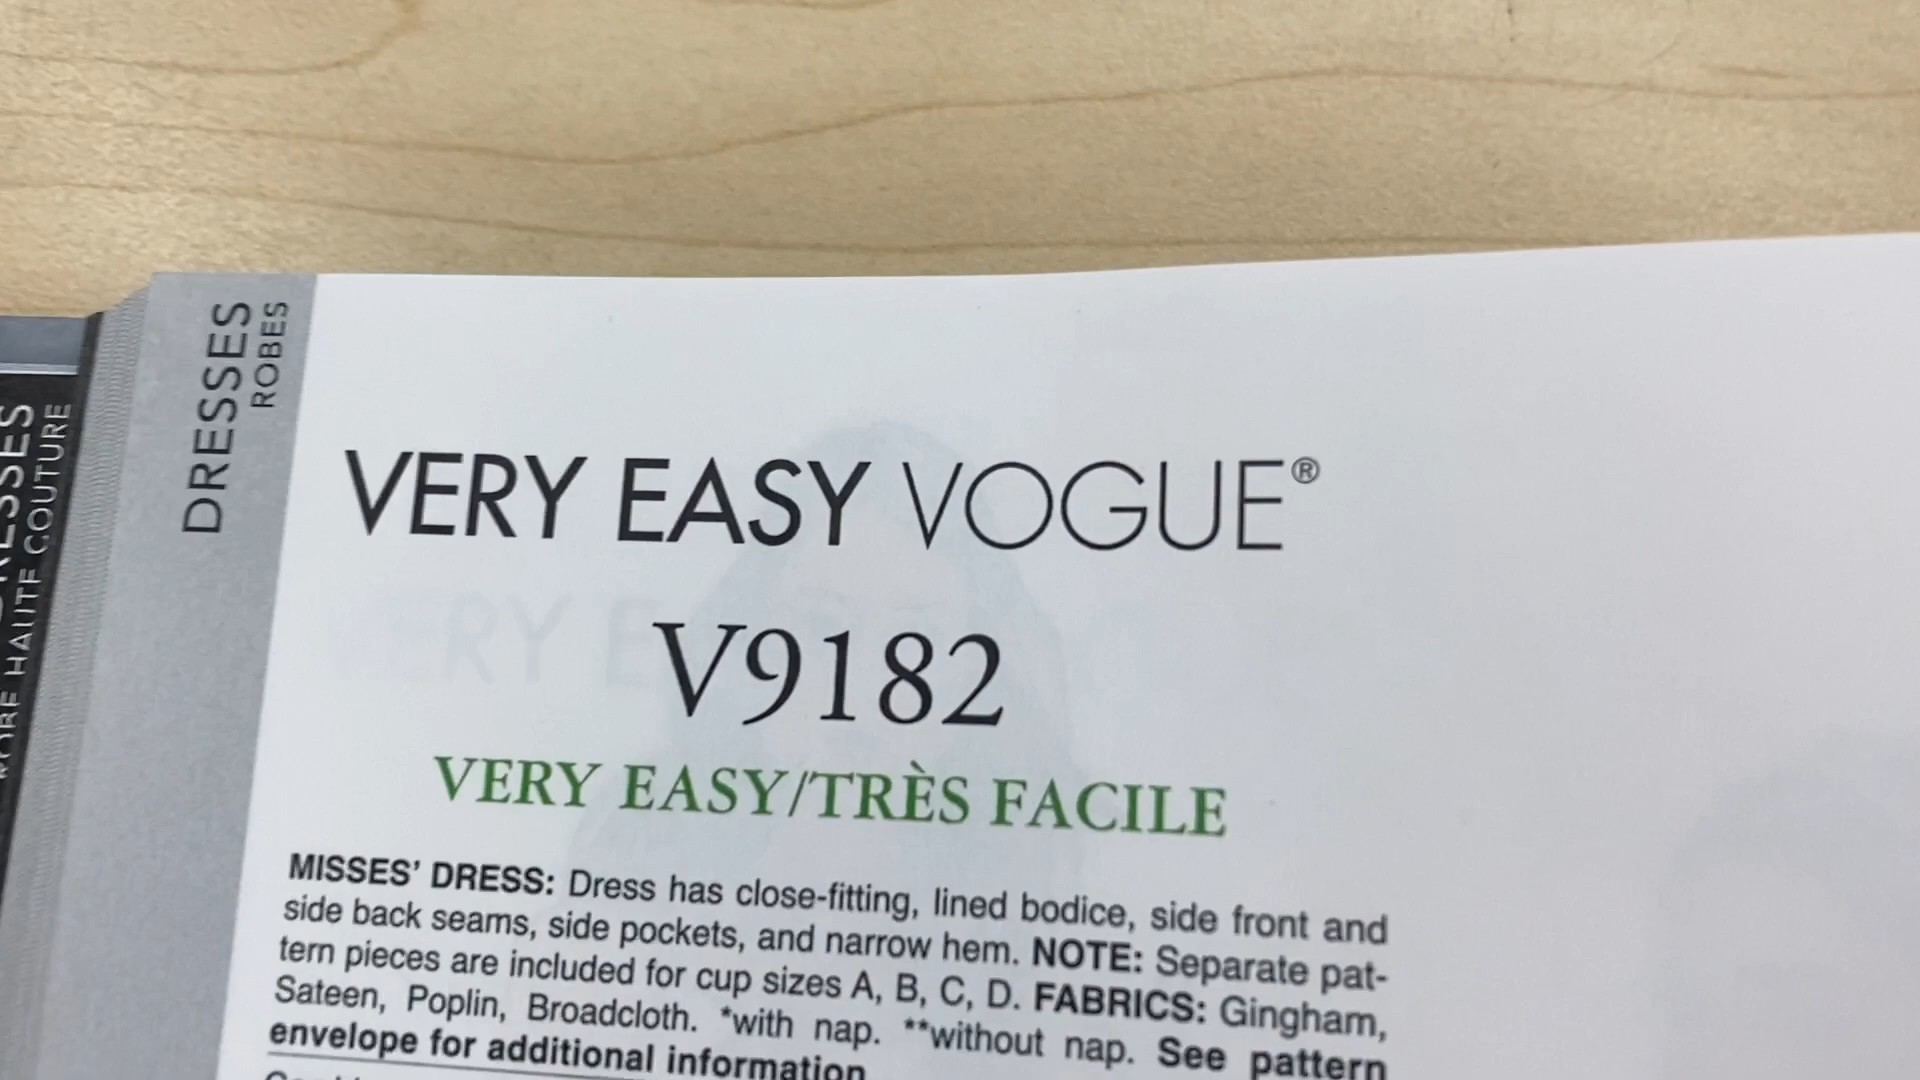 DRESSES
ROBES
HAUTE COUTURE
VERY EASY VOGUE®
V9182
VERY EASY/TRÈS FACILE
MISSES’ DRESS: Dress has close-fitting, lined bodice, side front and
side back seams, side pockets, and narrow hem. NOTE: Separate pat-
tern pieces are included for cup sizes A, B, C, D. FABRICS: Gingham,
Sateen, Poplin, Broadcloth. *with nap. **without nap. See pattern
envelope for additional information